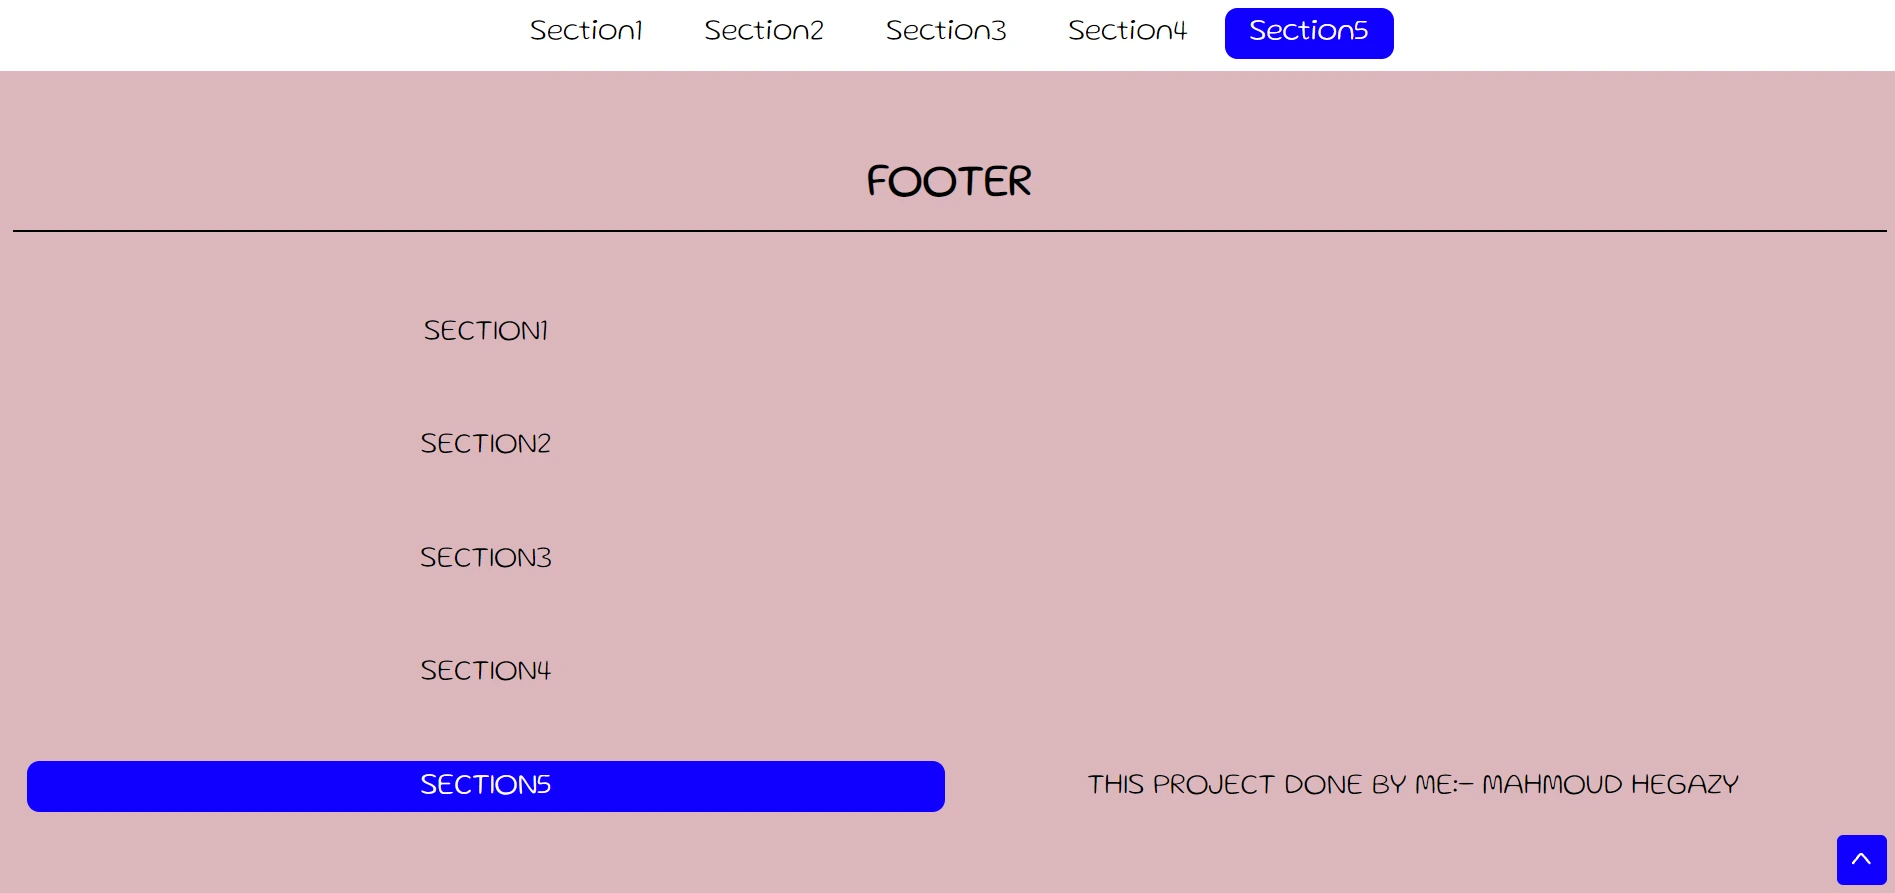 Section1 Section2 Section3 Section4 Section5
FOOTER
SECTION1
SECTION2
SECTION3
SECTION4
SECTION5 THIS PROJECT DONE BY ME:- MAHMOUD HEGAZY